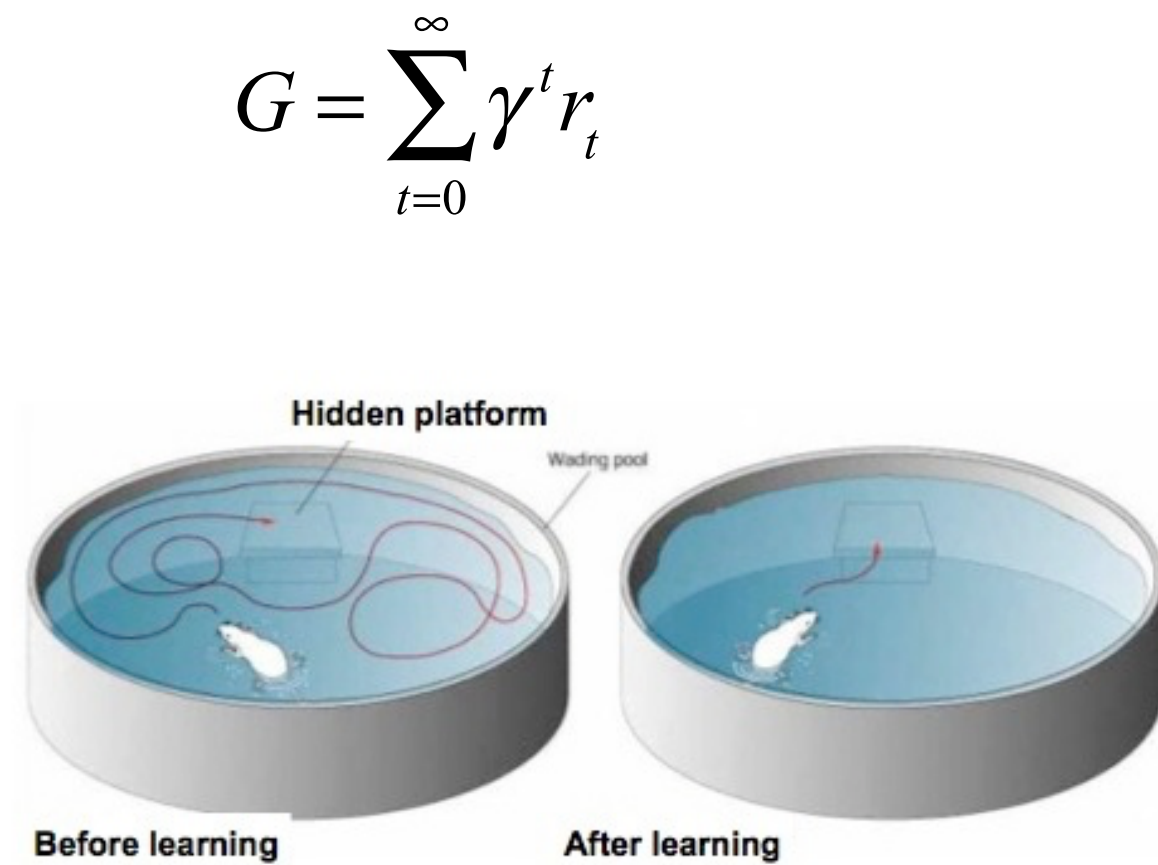 G = ∑_{t=0}^{∞} γ^t r_t
Hidden platform
Wading pool
Before learning
After learning